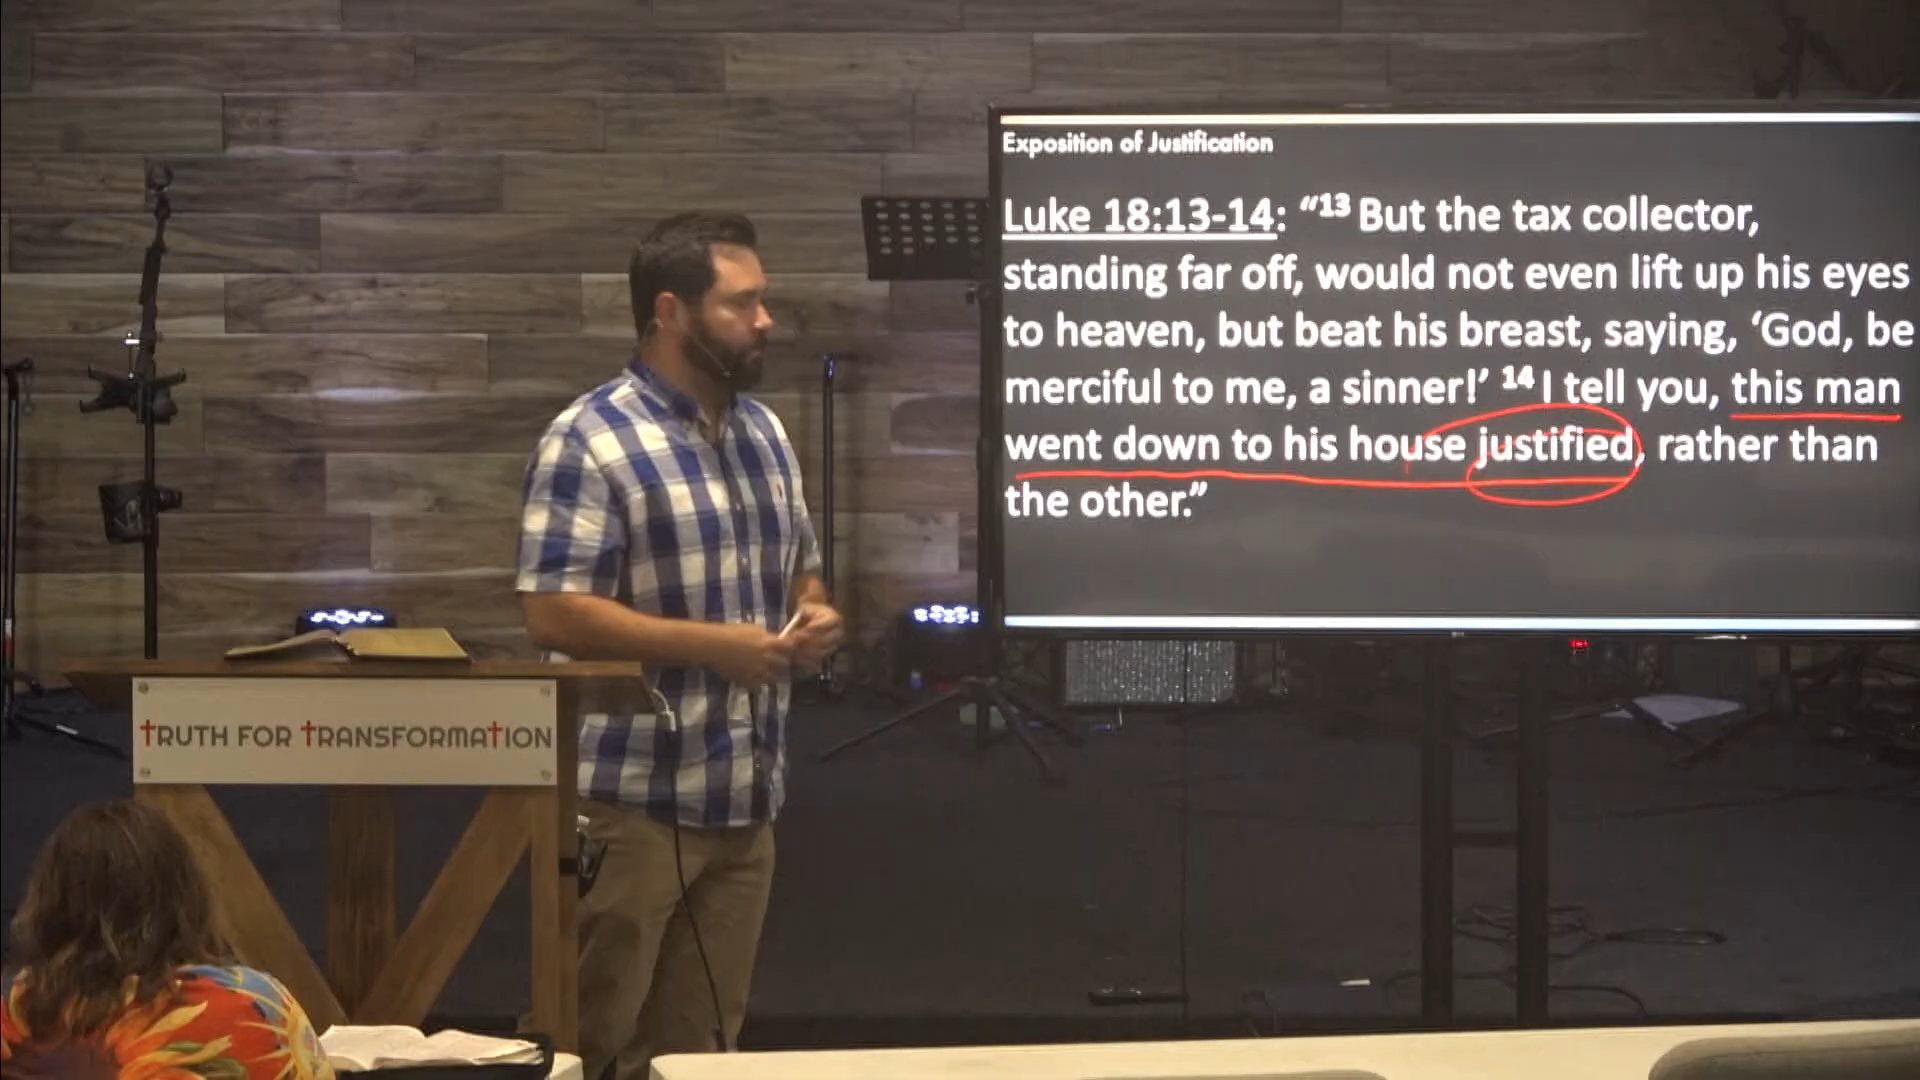 Exposition of Justification
Luke 18:13-14: “13 But the tax collector,
standing far off, would not even lift up his eyes
to heaven, but beat his breast, saying, ‘God, be
merciful to me, a sinner!’ 14 I tell you, this man
went down to his house justified, rather than
the other.”
TRUTH FOR TRANSFORMATION